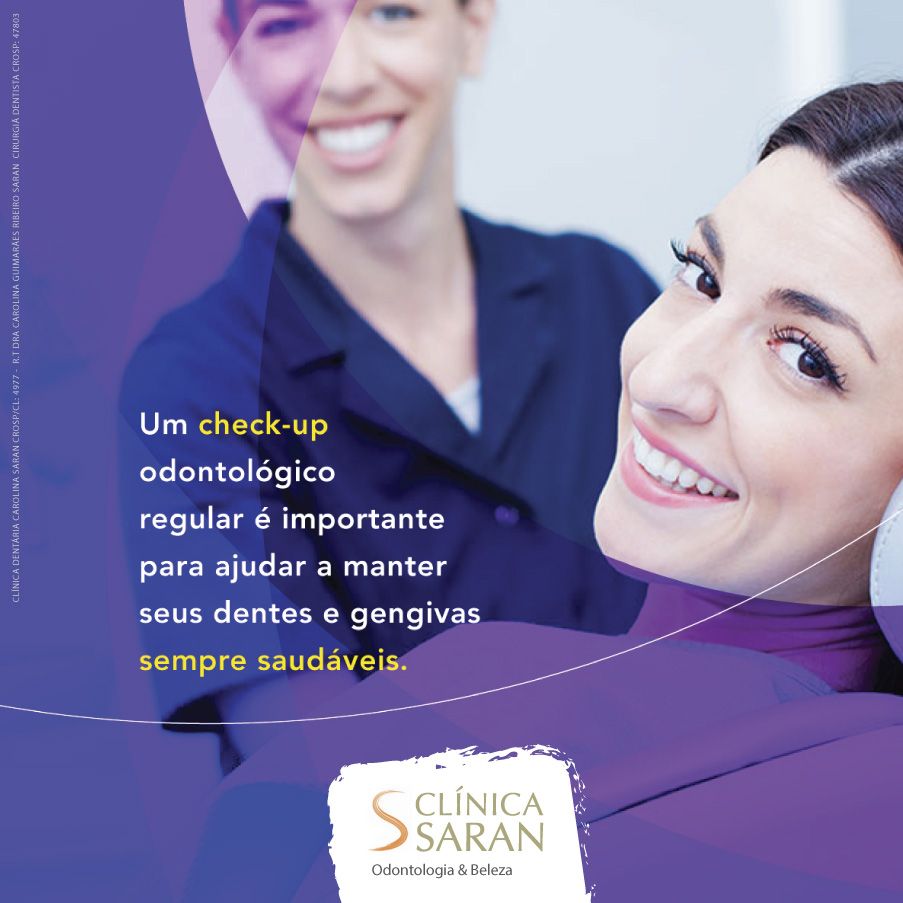 CLÍNICA DENTÁRIA CAROLINA SARAN CROSP/CL: 4977 - R.T DRA CAROLINA GUIMARÃES RIBEIRO SARAN CIRURGIÃ DENTISTA CROSP: 47803
Um check-up
odontológico
regular é importante
para ajudar a manter
seus dentes e gengivas
sempre saudáveis.
CLÍNICA
SARAN
Odontologia & Beleza